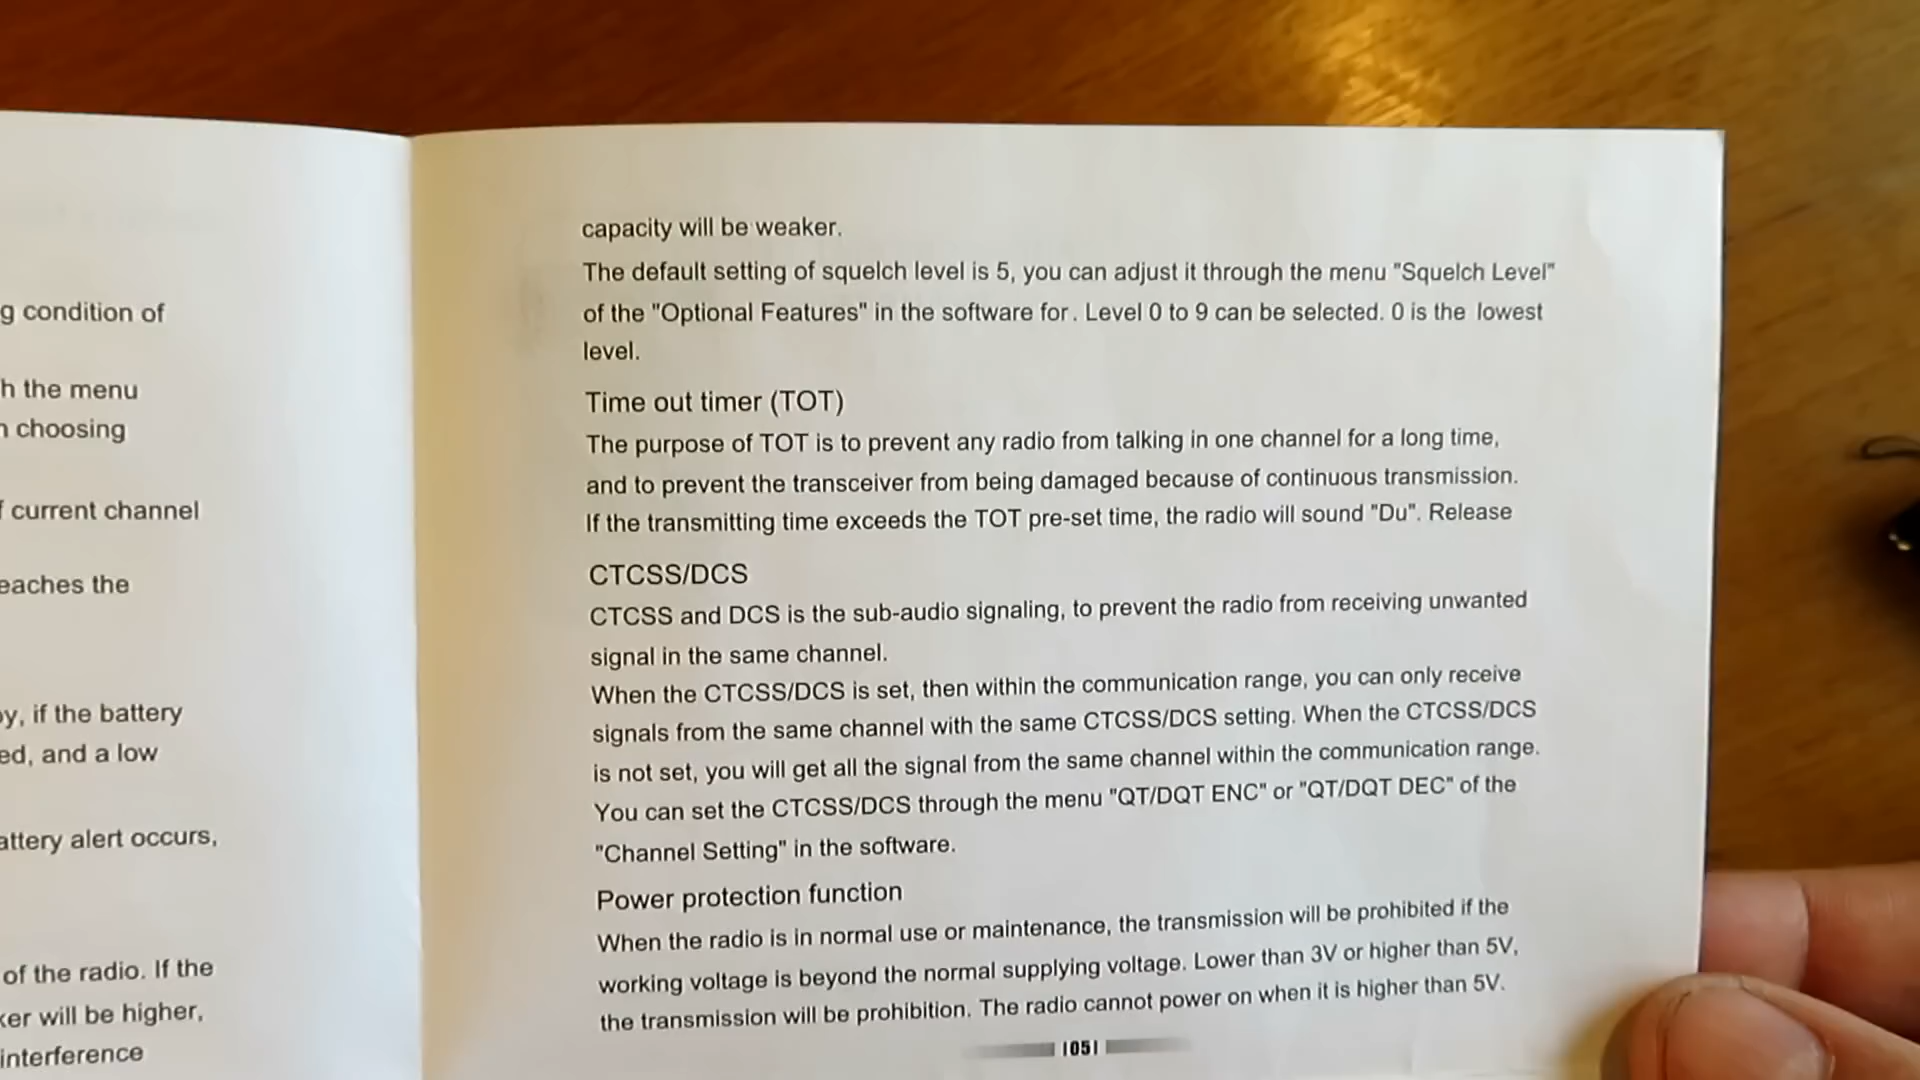 g condition of
h the menu
choosing
current channel
eaches the
y, if the battery
ed, and a low
attery alert occurs,
of the radio. If the
ker will be higher,
interference
capacity will be weaker.
The default setting of squelch level is 5, you can adjust it through the menu "Squelch Level"
of the "Optional Features" in the software for. Level 0 to 9 can be selected. 0 is the lowest
level.
Time out timer (TOT)
The purpose of TOT is to prevent any radio from talking in one channel for a long time,
and to prevent the transceiver from being damaged because of continuous transmission.
If the transmitting time exceeds the TOT pre-set time, the radio will sound "Du". Release
CTCSS/DCS
CTCSS and DCS is the sub-audio signaling, to prevent the radio from receiving unwanted
signal in the same channel.
When the CTCSS/DCS is set, then within the communication range, you can only receive
signals from the same channel with the same CTCSS/DCS setting. When the CTCSS/DCS
is not set, you will get all the signal from the same channel within the communication range.
You can set the CTCSS/DCS through the menu "QT/DQT ENC" or "QT/DQT DEC" of the
"Channel Setting" in the software.
Power protection function
When the radio is in normal use or maintenance, the transmission will be prohibited if the
working voltage is beyond the normal supplying voltage. Lower than 3V or higher than 5V,
the transmission will be prohibition. The radio cannot power on when it is higher than 5V.
|05|